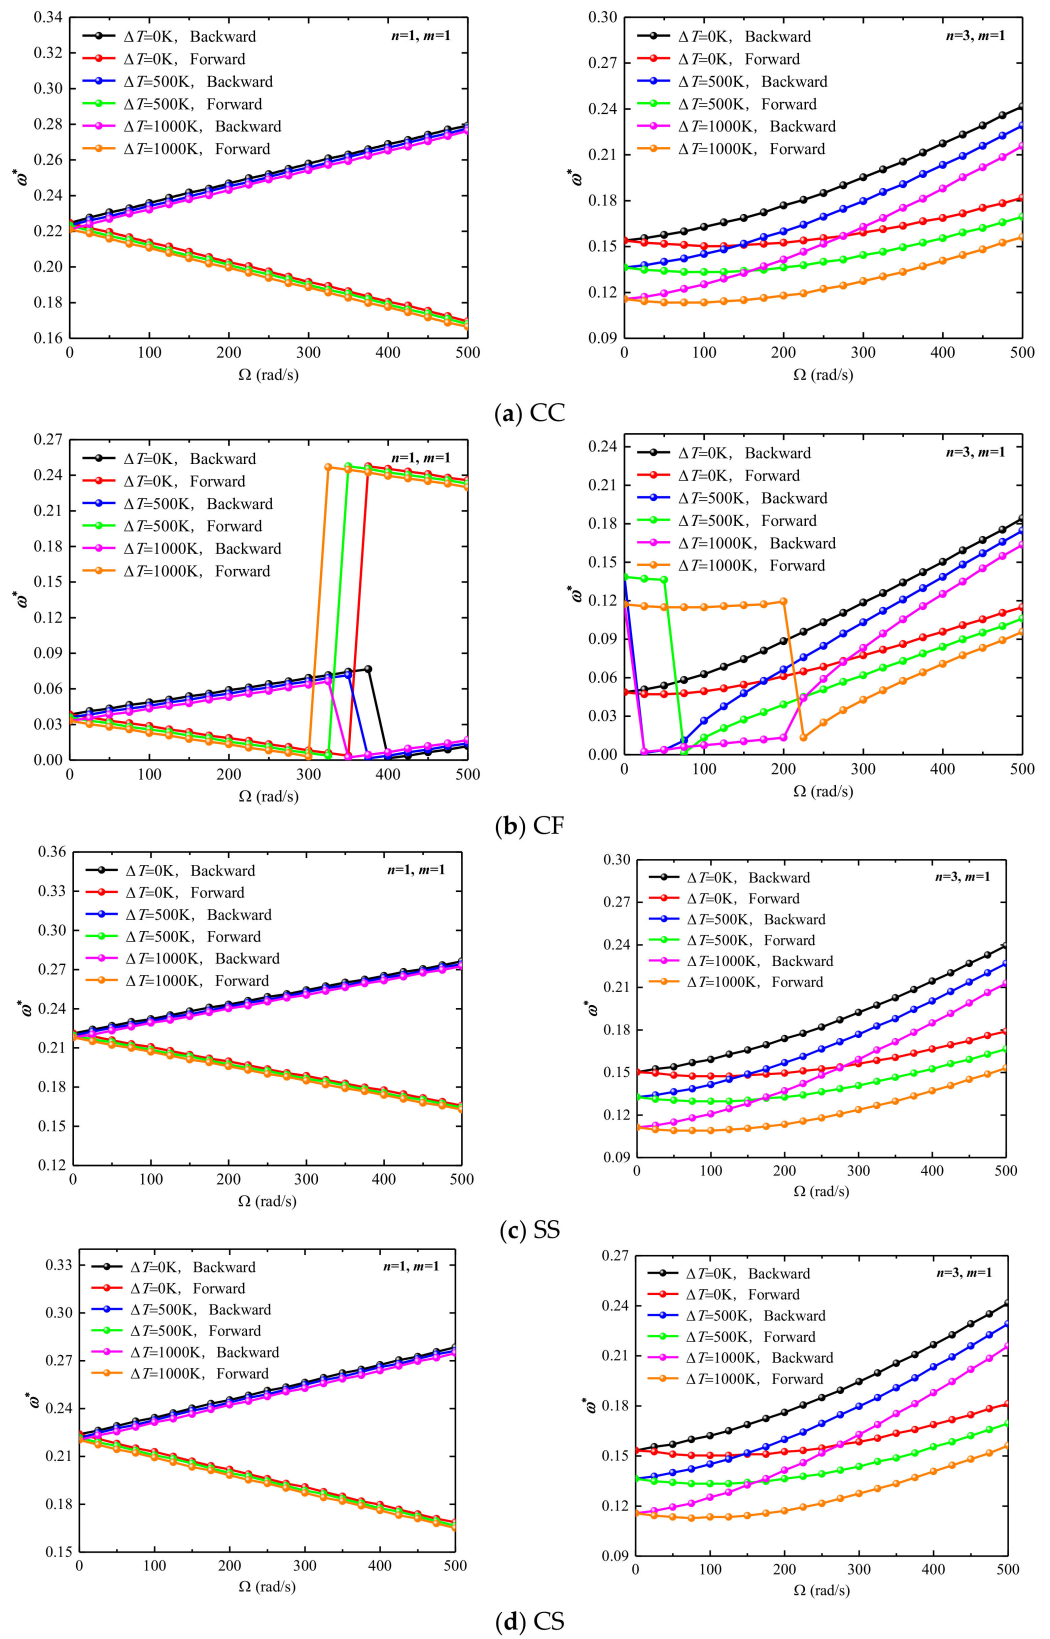 0.34
0.32
0.30
0.28
0.26
0.24
0.22
0.20
0.18
0.16
ω*
ΔT=0K, Backward
ΔT=0K, Forward
ΔT=500K, Backward
ΔT=500K, Forward
ΔT=1000K, Backward
ΔT=1000K, Forward
n=1, m=1
0 100 200 300 400 500
Ω (rad/s)
0.30
0.27
0.24
0.21
0.18
0.15
0.12
0.09
ω*
ΔT=0K, Backward
ΔT=0K, Forward
ΔT=500K, Backward
ΔT=500K, Forward
ΔT=1000K, Backward
ΔT=1000K, Forward
n=3, m=1
0 100 200 300 400 500
Ω (rad/s)
(a) CC
0.27
0.24
0.21
0.18
0.15
0.12
0.09
0.06
0.03
0.00
ω*
ΔT=0K, Backward
ΔT=0K, Forward
ΔT=500K, Backward
ΔT=500K, Forward
ΔT=1000K, Backward
ΔT=1000K, Forward
n=1, m=1
0 100 200 300 400 500
Ω (rad/s)
0.24
0.21
0.18
0.15
0.12
0.09
0.06
0.03
0.00
ω*
ΔT=0K, Backward
ΔT=0K, Forward
ΔT=500K, Backward
ΔT=500K, Forward
ΔT=1000K, Backward
ΔT=1000K, Forward
n=3, m=1
0 100 200 300 400 500
Ω (rad/s)
(b) CF
0.36
0.33
0.30
0.27
0.24
0.21
0.18
0.15
0.12
ω*
ΔT=0K, Backward
ΔT=0K, Forward
ΔT=500K, Backward
ΔT=500K, Forward
ΔT=1000K, Backward
ΔT=1000K, Forward
n=1, m=1
0 100 200 300 400 500
Ω (rad/s)
0.30
0.27
0.24
0.21
0.18
0.15
0.12
0.09
ω*
ΔT=0K, Backward
ΔT=0K, Forward
ΔT=500K, Backward
ΔT=500K, Forward
ΔT=1000K, Backward
ΔT=1000K, Forward
n=3, m=1
0 100 200 300 400 500
Ω (rad/s)
(c) SS
0.33
0.30
0.27
0.24
0.21
0.18
0.15
ω*
ΔT=0K, Backward
ΔT=0K, Forward
ΔT=500K, Backward
ΔT=500K, Forward
ΔT=1000K, Backward
ΔT=1000K, Forward
n=1, m=1
0 100 200 300 400 500
Ω (rad/s)
0.27
0.24
0.21
0.18
0.15
0.12
0.09
ω*
ΔT=0K, Backward
ΔT=0K, Forward
ΔT=500K, Backward
ΔT=500K, Forward
ΔT=1000K, Backward
ΔT=1000K, Forward
n=3, m=1
0 100 200 300 400 500
Ω (rad/s)
(d) CS